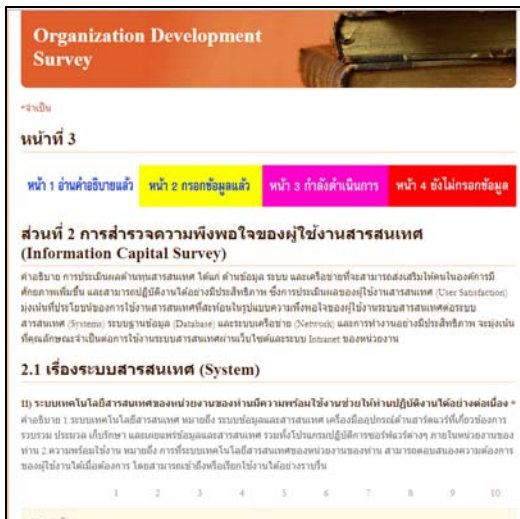 Organization Development
Survey
*จำเป็น
หน้าที่ 3
หน้า 1 อ่านคำอธิบายแล้ว หน้า 2 กรอกข้อมูลแล้ว หน้า 3 กำลังดำเนินการ หน้า 4 ยังไม่กรอกข้อมูล
ส่วนที่ 2 การสำรวจความพึงพอใจของผู้ใช้งานสารสนเทศ
(Information Capital Survey)
คำอธิบาย การประเมินผลด้านทุนสารสนเทศ ได้แก่ ด้านข้อมูล ระบบ และเครือข่ายที่จะสามารถส่งเสริมให้คนในองค์การมี
ศักยภาพเพิ่มขึ้น และสามารถปฏิบัติงานได้อย่างมีประสิทธิภาพ ซึ่งการประเมินผลของผู้ใช้งานสารสนเทศ (User Satisfaction)
มุ่งเน้นที่ประโยชน์ของการใช้งานสารสนเทศที่สะท้อนในรูปแบบความพึงพอใจของผู้ใช้งานระบบสารสนเทศต่อระบบ
สารสนเทศ (Systems) ระบบฐานข้อมูล (Database) และระบบเครือข่าย (Network) และการทำงานอย่างมีประสิทธิภาพ จะมุ่งเน้น
ที่คุณลักษณะจำเป็นต่อการใช้งานระบบสารสนเทศผ่านเว็บไซต์และระบบ Intranet ของหน่วยงาน
2.1 เรื่องระบบสารสนเทศ (System)
I1) ระบบเทคโนโลยีสารสนเทศของหน่วยงานของท่านมีความพร้อมใช้งานช่วยให้ท่านปฏิบัติงานได้อย่างต่อเนื่อง *
คำอธิบาย 1.ระบบเทคโนโลยีสารสนเทศ หมายถึง ระบบข้อมูลและสารสนเทศ เครื่องมืออุปกรณ์ด้านฮาร์ดแวร์ที่เกี่ยวข้องการ
รวบรวม ประมวล เก็บรักษา และเผยแพร่ข้อมูลและสารสนเทศ รวมทั้งโปรแกรมปฏิบัติการซอร์ฟแวร์ต่างๆ ภายในหน่วยงานของ
ท่าน 2.ความพร้อมใช้งาน หมายถึง การที่ระบบเทคโนโลยีสารสนเทศของหน่วยงานของท่าน สามารถตอบสนองความต้องการ
ของผู้ใช้งานได้เมื่อต้องการ โดยสามารถเข้าถึงหรือเรียกใช้งานได้อย่างราบรื่น
1 2 3 4 5 6 7 8 9 10